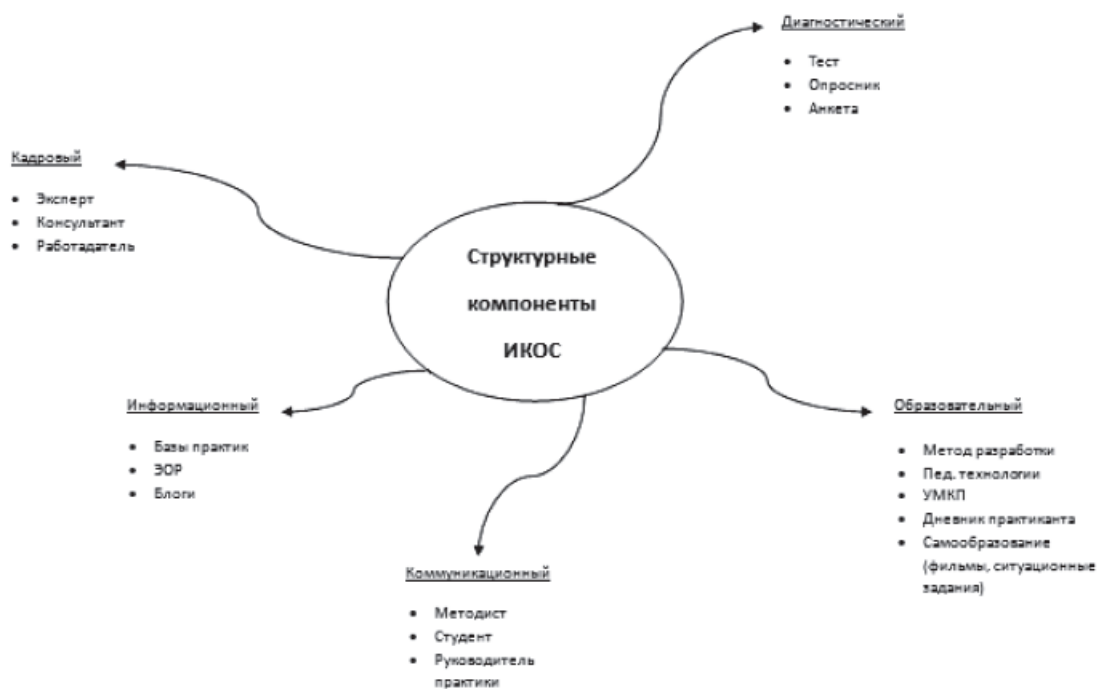 Диагностический
• Тест
• Опросник
• Анкета
Кадровый
• Эксперт
• Консультант
• Работадатель
Структурные
компоненты
ИКОС
Информационный
• Базы практик
• ЭОР
• Блоги
Образовательный
• Метод разработки
• Пед. технологии
• УМКП
• Дневник практиканта
• Самообразование
(фильмы, ситуационные
задания)
Коммуникационный
• Методист
• Студент
• Руководитель
практики